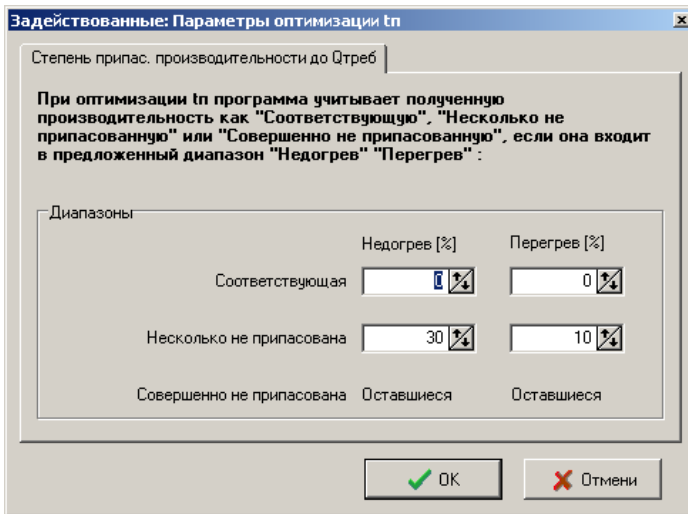 Задействованные: Параметры оптимизации tп
Степень припас. производительности до Qтреб
При оптимизации tп программа учитывает полученную
производительность как "Соответствующую", "Несколько не
припасованную" или "Совершенно не припасованную", если она входит
в предложенный диапазон "Недогрев" "Перегрев" :
Диапазоны
Недогрев [%] Перегрев [%]
Соответствующая 0 0
Несколько не припасована 30 10
Совершенно не припасована Оставшиеся Оставшиеся
OK Отмени